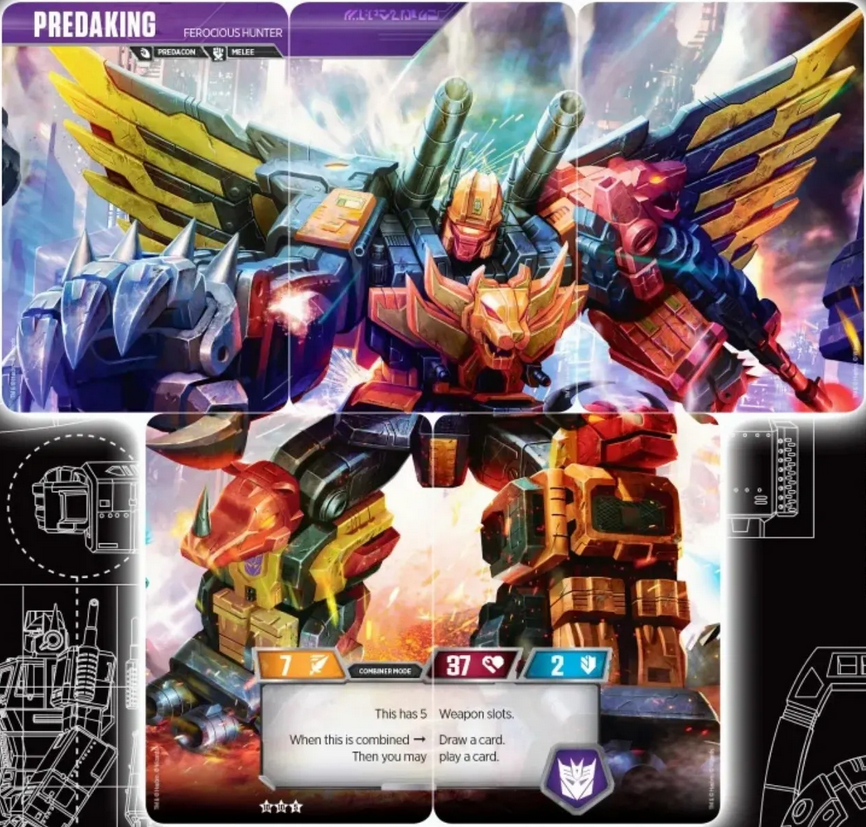 PREDAKING FEROCIOUS HUNTER
PREDACON MELEE
7 COMBINER MODE 37 2
This has 5 Weapon slots.
When this is combined → Draw a card.
Then you may play a card.